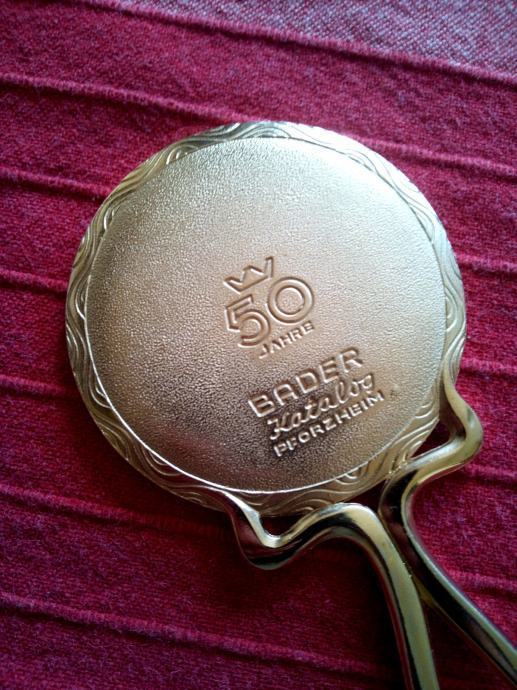 50
JAHRE
BADER
Katalog
PFORZHEIM